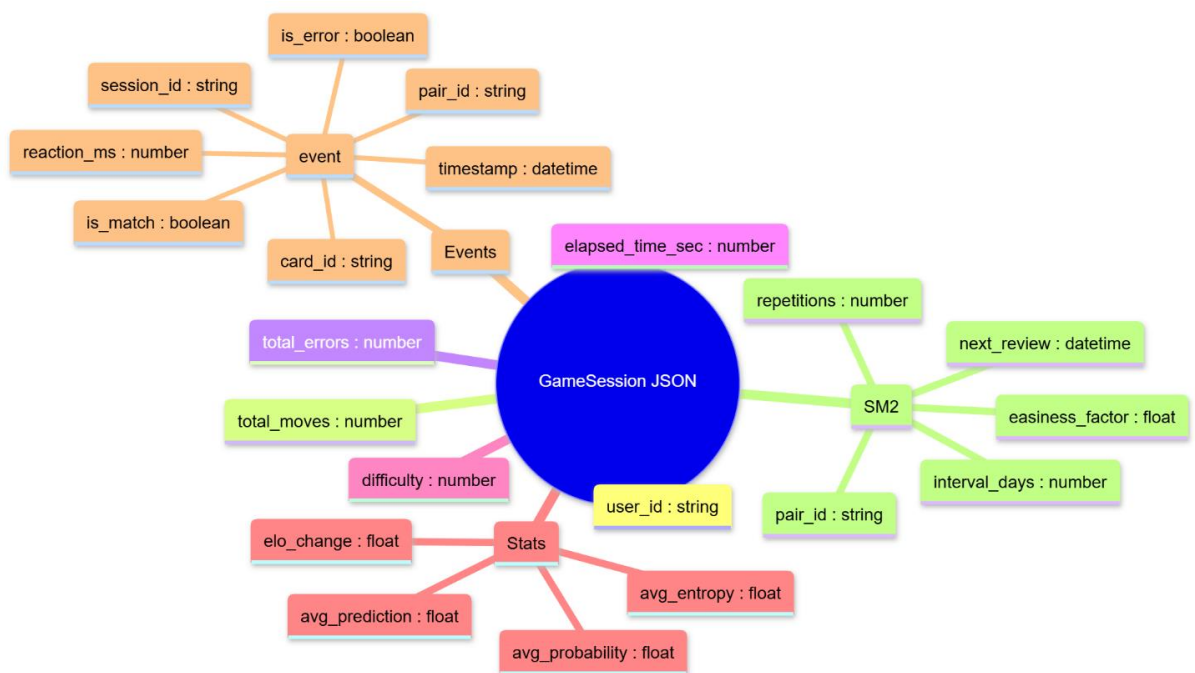 is_error : boolean
session_id : string
pair_id : string
reaction_ms : number
event
timestamp : datetime
is_match : boolean
card_id : string
Events
elapsed_time_sec : number
total_errors : number
GameSession JSON
total_moves : number
difficulty : number
user_id : string
repetitions : number
next_review : datetime
SM2
easiness_factor : float
interval_days : number
pair_id : string
elo_change : float
Stats
avg_prediction : float
avg_entropy : float
avg_probability : float